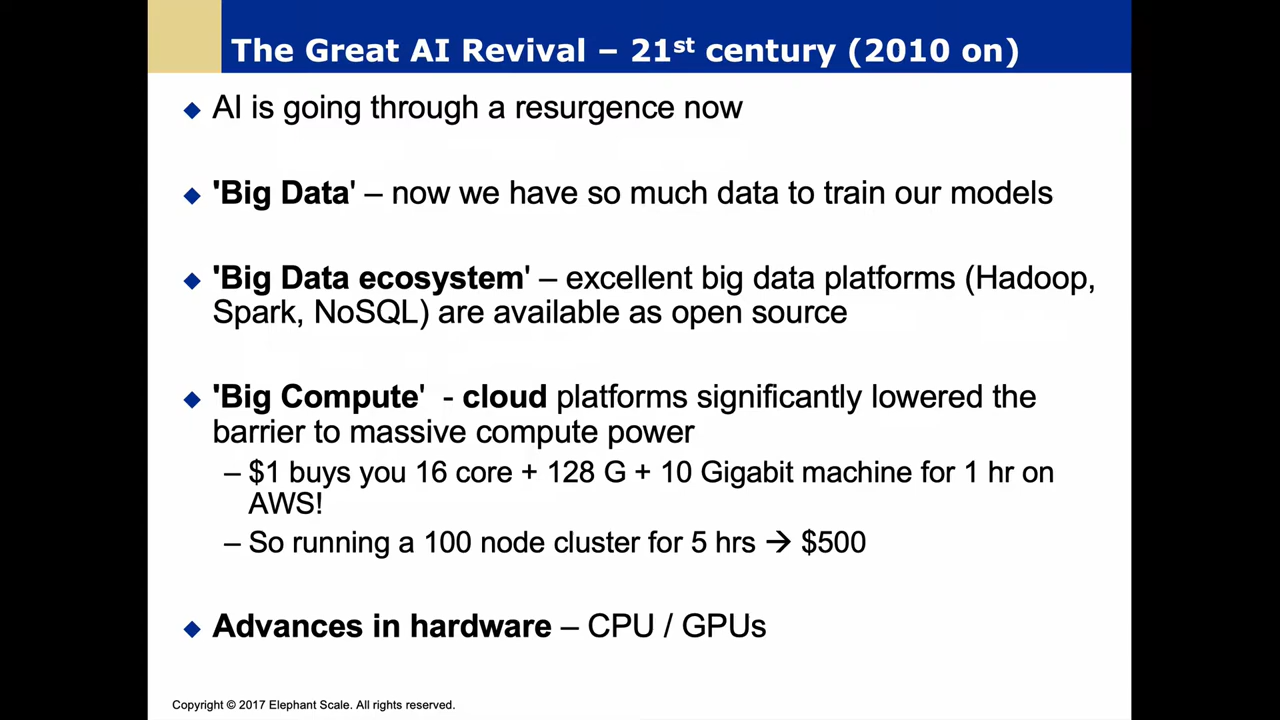 The Great AI Revival – 21st century (2010 on)
◆ AI is going through a resurgence now
◆ 'Big Data' – now we have so much data to train our models
◆ 'Big Data ecosystem' – excellent big data platforms (Hadoop,
Spark, NoSQL) are available as open source
◆ 'Big Compute'  - cloud platforms significantly lowered the
barrier to massive compute power
– $1 buys you 16 core + 128 G + 10 Gigabit machine for 1 hr on
AWS!
– So running a 100 node cluster for 5 hrs → $500
◆ Advances in hardware – CPU / GPUs
Copyright © 2017 Elephant Scale. All rights reserved.